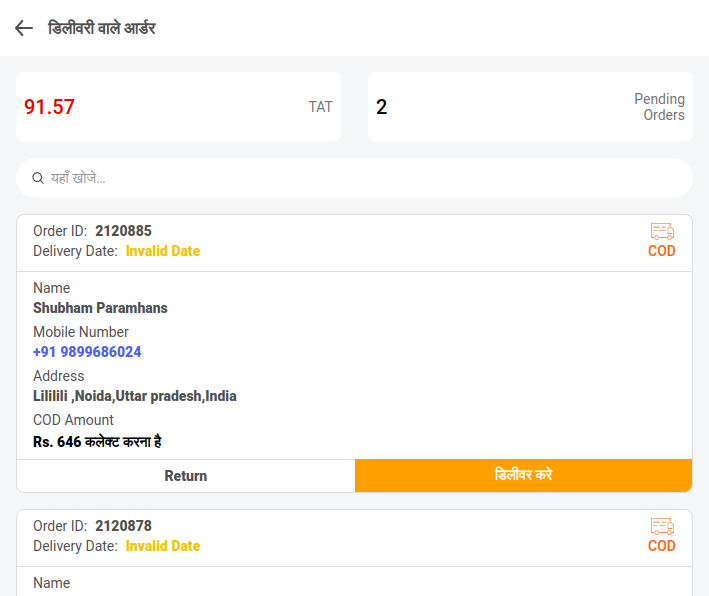 डिलीवरी वाले आर्डर
91.57
TAT
2
Pending
Orders
यहाँ खोजे...
Order ID: 2120885
Delivery Date: Invalid Date
COD
Name
Shubham Paramhans
Mobile Number
+91 9899686024
Address
Lililili ,Noida,Uttar pradesh,India
COD Amount
Rs. 646 कलेक्ट करना है
Return
डिलीवर करे
Order ID: 2120878
Delivery Date: Invalid Date
COD
Name